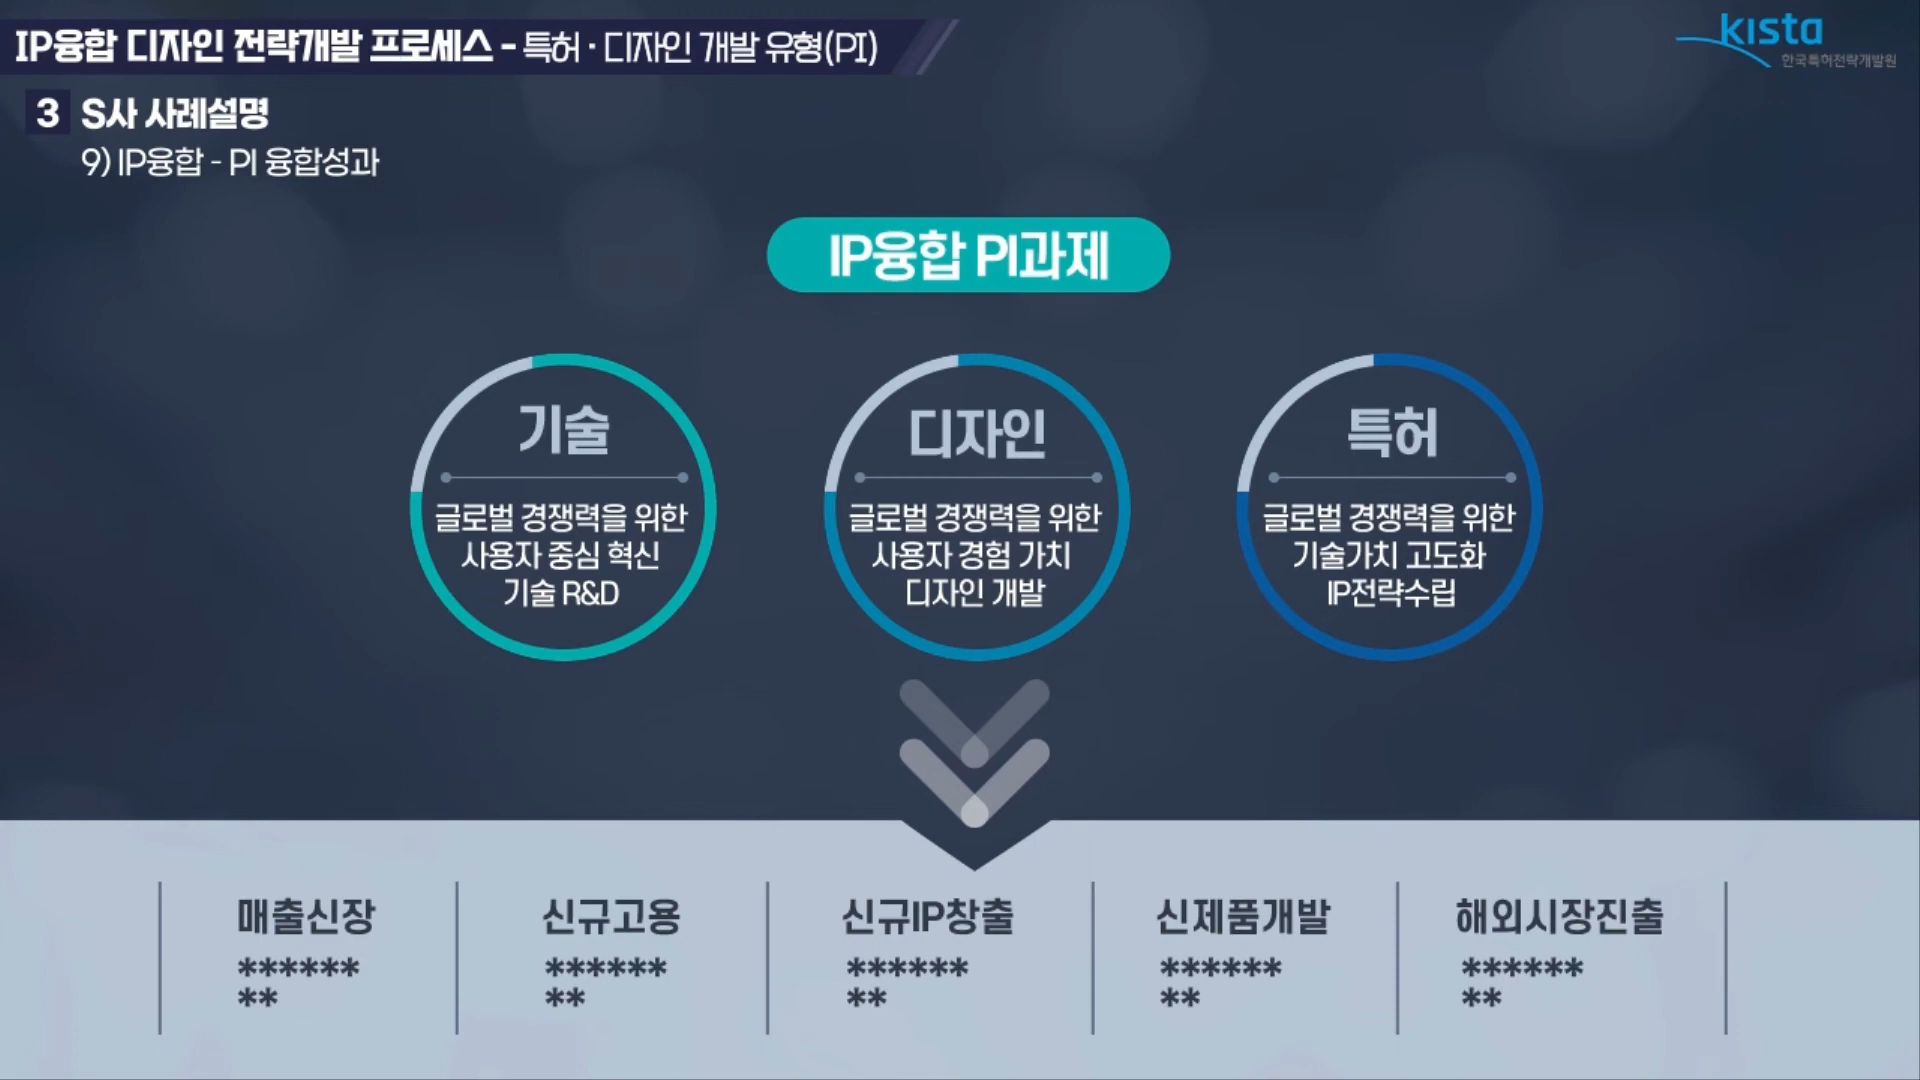 IP융합 디자인 전략개발 프로세스 - 특허 · 디자인 개발 유형(PI)
kısta
한국특허전략개발원
3 S사 사례설명
9) IP융합 - PI 융합성과
IP융합 PI과제
기술
글로벌 경쟁력을 위한
사용자 중심 혁신
기술 R&D
디자인
글로벌 경쟁력을 위한
사용자 경험 가치
디자인 개발
특허
글로벌 경쟁력을 위한
기술가치 고도화
IP전략수립
매출신장
******
**
신규고용
******
**
신규IP창출
******
**
신제품개발
******
**
해외시장진출
******
**